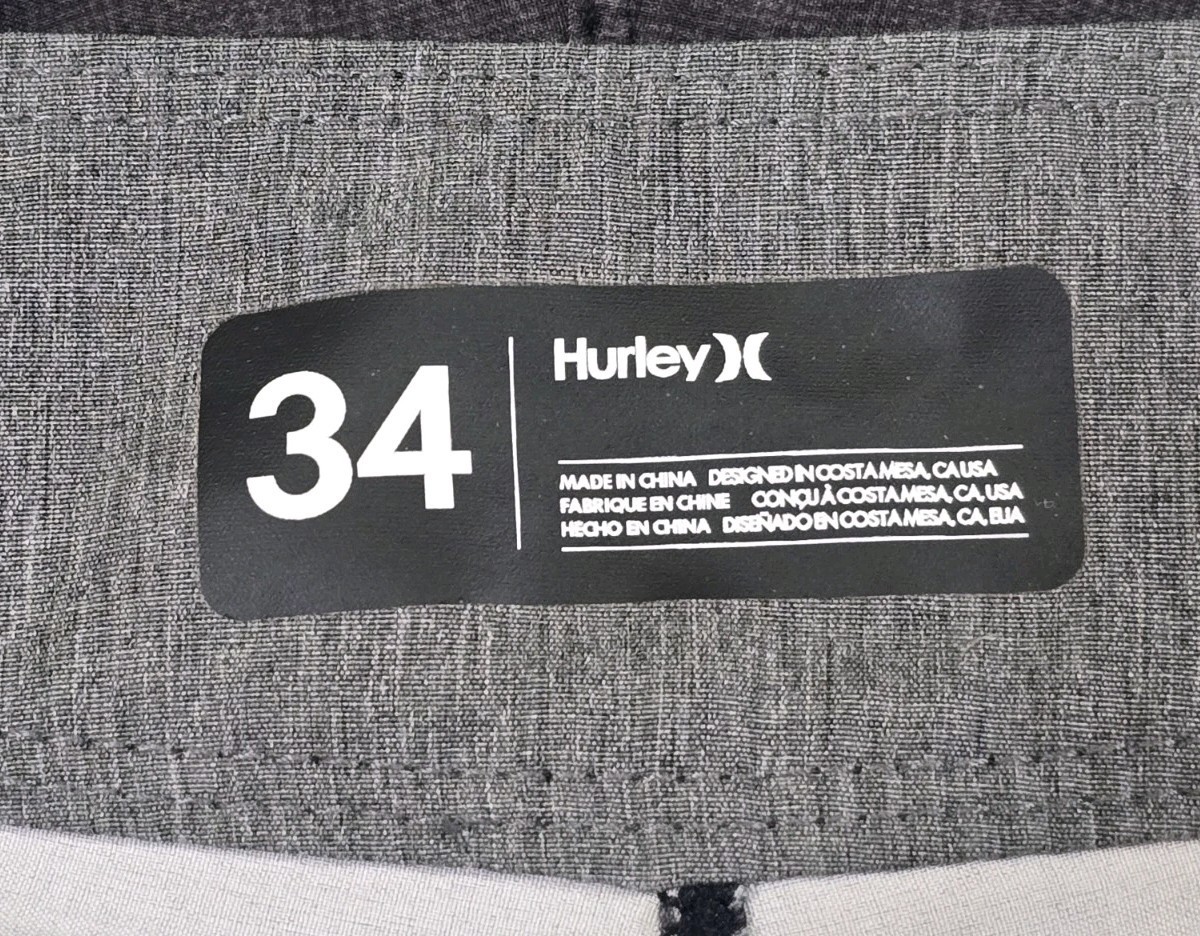 34
Hurley
MADE IN CHINA DESIGNED IN COSTA MESA, CA USA
FABRIQUE EN CHINE CONÇU À COSTA MESA, CA, USA
HECHO EN CHINA DISEÑADO EN COSTA MESA, CA, EUA